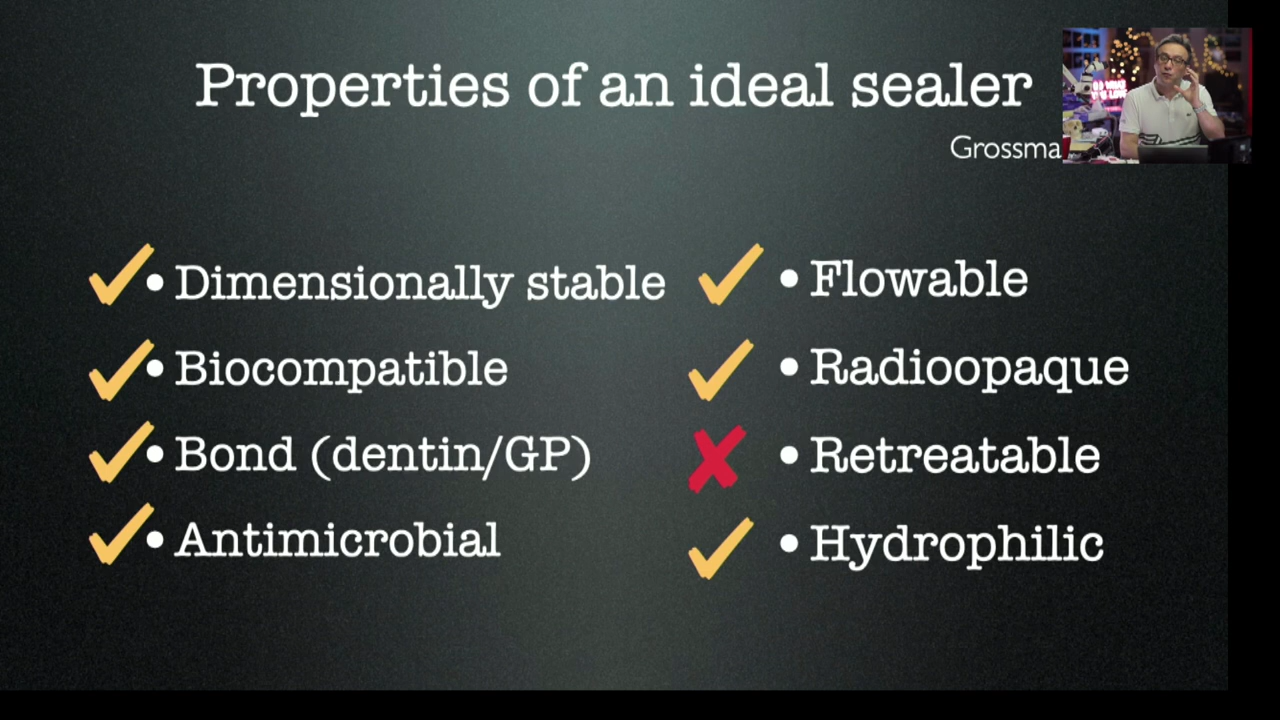 Properties of an ideal sealer
Grossma
• Dimensionally stable
• Biocompatible
• Bond (dentin/GP)
• Antimicrobial
• Flowable
• Radioopaque
• Retreatable
• Hydrophilic